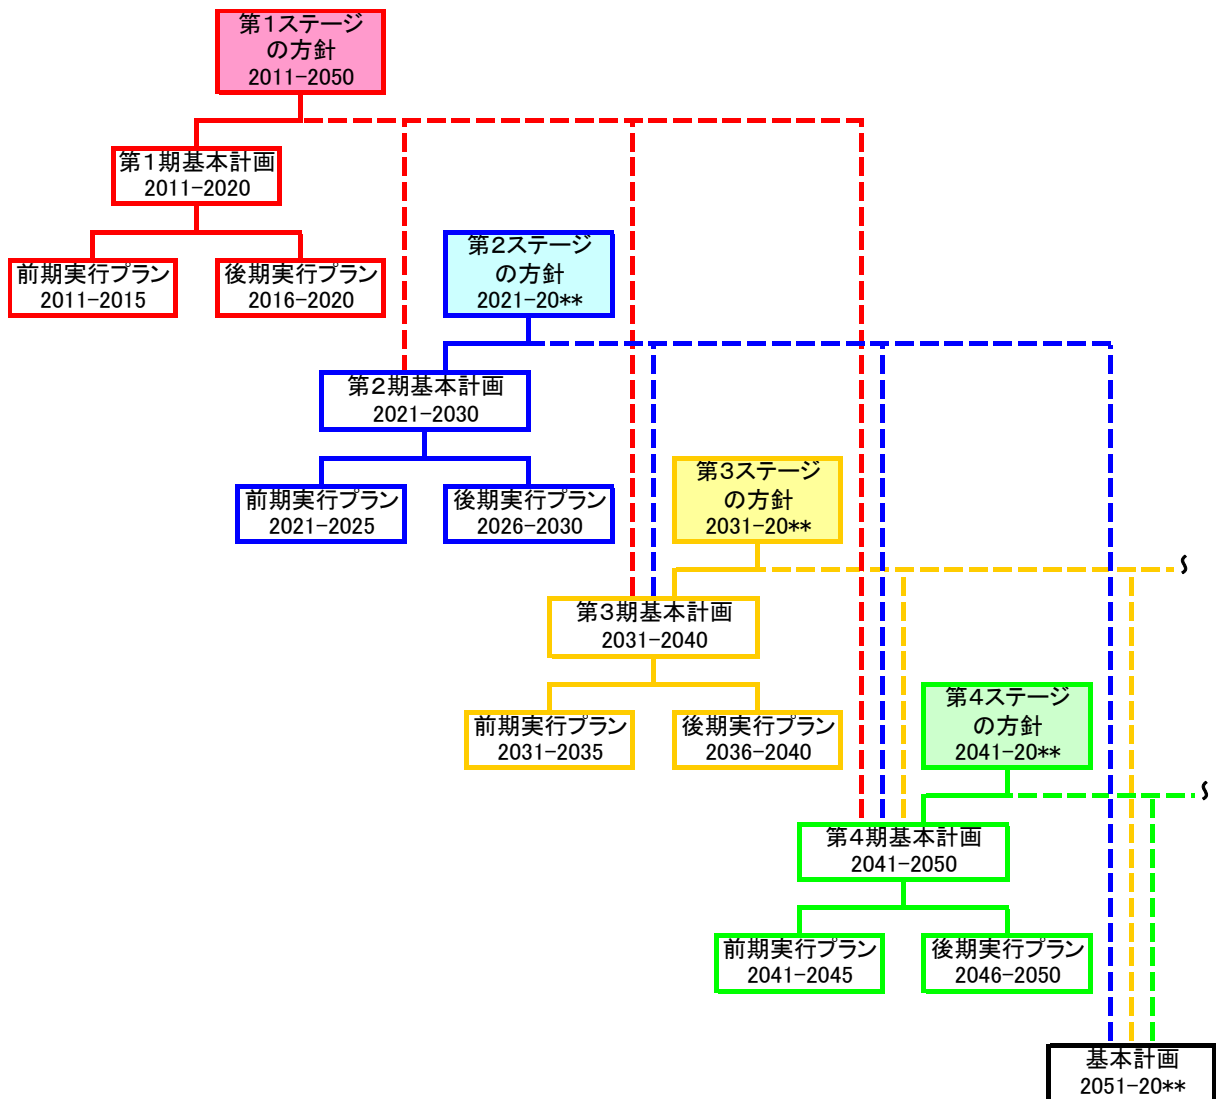 第1ステージ
の方針
2011-2050
第1期基本計画
2011-2020
前期実行プラン
2011-2015
後期実行プラン
2016-2020
第2ステージ
の方針
2021-20**
第2期基本計画
2021-2030
前期実行プラン
2021-2025
後期実行プラン
2026-2030
第3ステージ
の方針
2031-20**
第3期基本計画
2031-2040
前期実行プラン
2031-2035
後期実行プラン
2036-2040
第4ステージ
の方針
2041-20**
第4期基本計画
2041-2050
前期実行プラン
2041-2045
後期実行プラン
2046-2050
基本計画
2051-20**